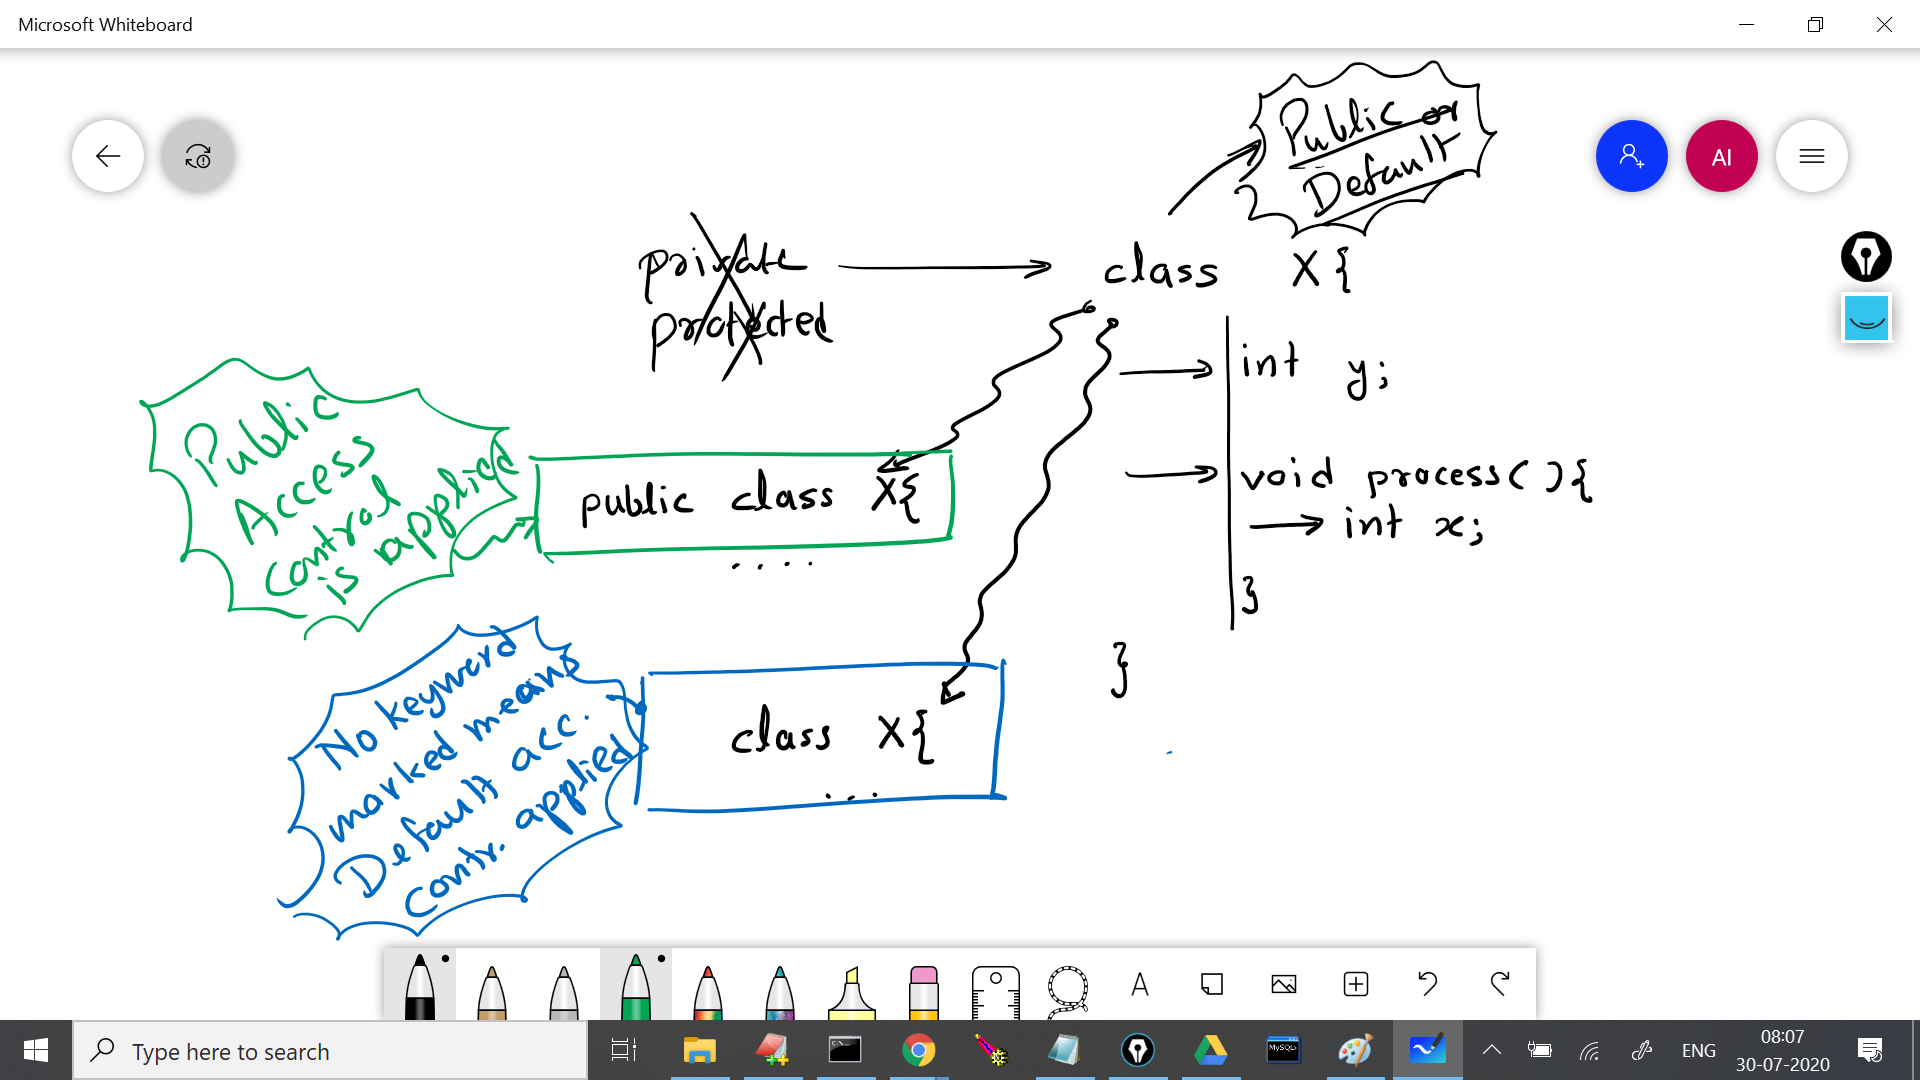 Microsoft Whiteboard
Public or
Default
AI
private
protected
class X{
int y;
void process(){
int x;
}
}
Public
Access
control
is applied
public class X{
....
No keyword
marked means
Default acc.
contr. applied
class X{
...
A
Type here to search
C:\_
MySQL
ENG
08:07
30-07-2020